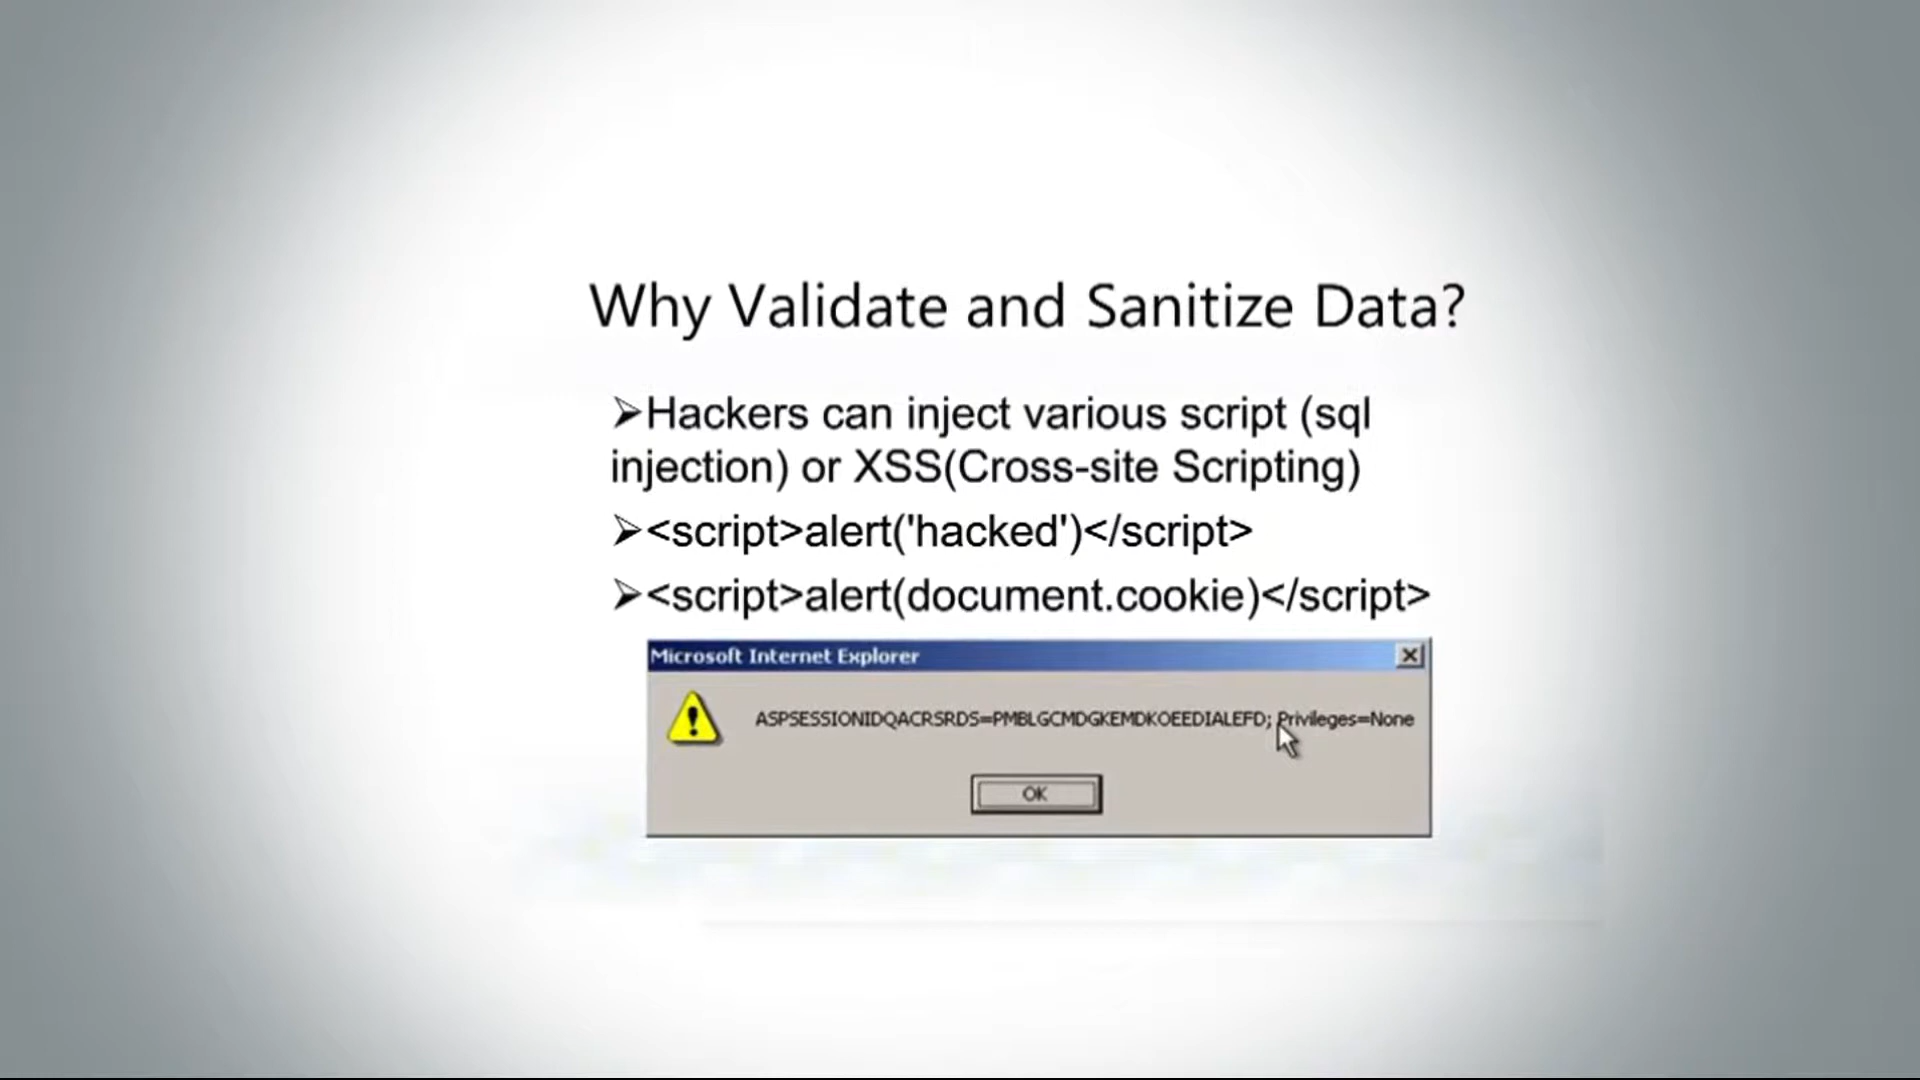 Why Validate and Sanitize Data?
➢Hackers can inject various script (sql
injection) or XSS(Cross-site Scripting)
➢<script>alert('hacked')</script>
➢<script>alert(document.cookie)</script>
Microsoft Internet Explorer
ASPSESSIONIDQACRSRDS=PMBLGCMDGKEMDKOEEDIALEFD; Privileges=None
OK